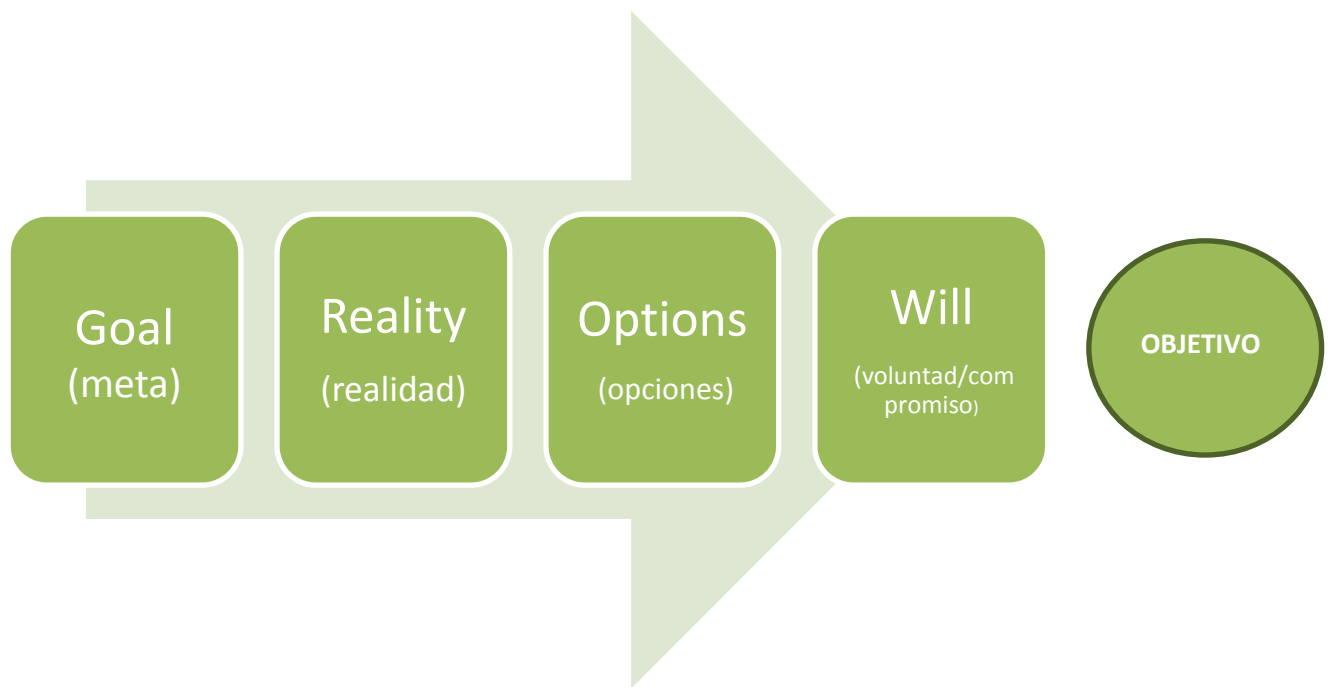 Goal
(meta)
Reality
(realidad)
Options
(opciones)
Will
(voluntad/com
promiso)
OBJETIVO